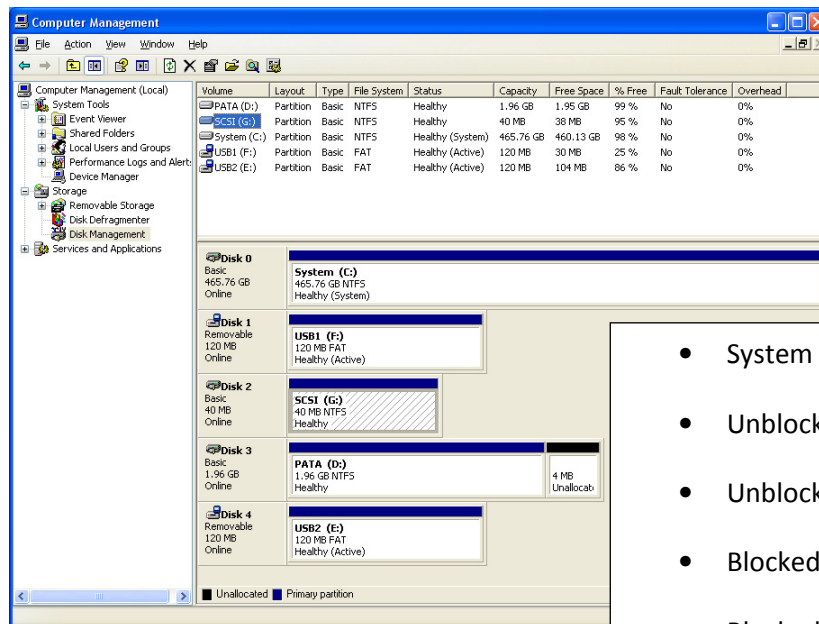 Computer Management
File Action View Window Help
Computer Management (Local)
System Tools
Event Viewer
Shared Folders
Local Users and Groups
Performance Logs and Alert
Device Manager
Storage
Removable Storage
Disk Defragmenter
Disk Management
Services and Applications
Volume Layout Type File System Status Capacity Free Space % Free Fault Tolerance Overhead
PATA (D:) Partition Basic NTFS Healthy 1.96 GB 1.95 GB 99 % No 0%
SCSI (G:) Partition Basic NTFS Healthy 40 MB 38 MB 95 % No 0%
System (C:) Partition Basic NTFS Healthy (System) 465.76 GB 460.13 GB 98 % No 0%
USB1 (F:) Partition Basic FAT Healthy (Active) 120 MB 30 MB 25 % No 0%
USB2 (E:) Partition Basic FAT Healthy (Active) 120 MB 104 MB 86 % No 0%
Disk 0
Basic
465.76 GB
Online
System (C:)
465.76 GB NTFS
Healthy (System)
Disk 1
Removable
120 MB
Online
USB1 (F:)
120 MB FAT
Healthy (Active)
Disk 2
Basic
40 MB
Online
SCSI (G:)
40 MB NTFS
Healthy
Disk 3
Basic
1.96 GB
Online
PATA (D:)
1.96 GB NTFS
Healthy
4 MB
Unallocat
Disk 4
Removable
120 MB
Online
USB2 (E:)
120 MB FAT
Healthy (Active)
Unallocated Primary partition
• System
• Unblock
• Unblock
• Blocked